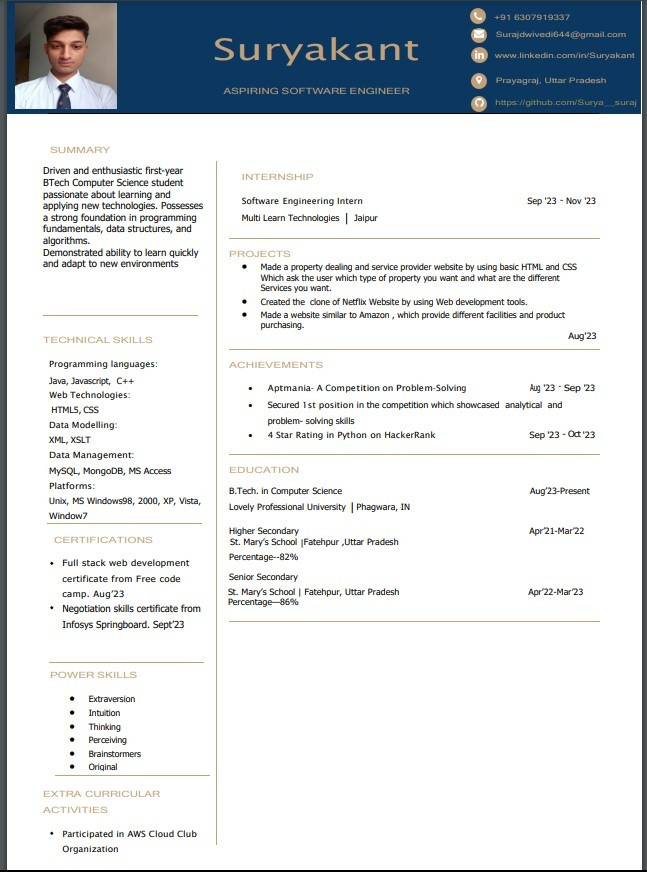 Suryakant
ASPIRING SOFTWARE ENGINEER
+91 6307919337
Surajdwivedi644@gmail.com
www.linkedin.com/in/Suryakant
Prayagraj, Uttar Pradesh
https://github.com/Surya__suraj
SUMMARY
Driven and enthusiastic first-year
BTech Computer Science student
passionate about learning and
applying new technologies. Possesses
a strong foundation in programming
fundamentals, data structures, and
algorithms.
Demonstrated ability to learn quickly
and adapt to new environments
TECHNICAL SKILLS
Programming languages:
Java, Javascript, C++
Web Technologies:
HTML5, CSS
Data Modelling:
XML, XSLT
Data Management:
MySQL, MongoDB, MS Access
Platforms:
Unix, MS Windows98, 2000, XP, Vista,
Window7
CERTIFICATIONS
• Full stack web development
certificate from Free code
camp. Aug'23
• Negotiation skills certificate from
Infosys Springboard. Sept'23
POWER SKILLS
● Extraversion
● Intuition
● Thinking
● Perceiving
● Brainstormers
● Original
EXTRA CURRICULAR
ACTIVITIES
• Participated in AWS Cloud Club
Organization
INTERNSHIP
Software Engineering Intern Sep '23 - Nov '23
Multi Learn Technologies | Jaipur
PROJECTS
● Made a property dealing and service provider website by using basic HTML and CSS
Which ask the user which type of property you want and what are the different
Services you want.
● Created the clone of Netflix Website by using Web development tools.
● Made a website similar to Amazon , which provide different facilities and product
purchasing.
Aug'23
ACHIEVEMENTS
• Aptmania- A Competition on Problem-Solving Aug '23 - Sep '23
• Secured 1st position in the competition which showcased analytical and
problem- solving skills
• 4 Star Rating in Python on HackerRank Sep '23 - Oct '23
EDUCATION
B.Tech. in Computer Science Aug'23-Present
Lovely Professional University | Phagwara, IN
Higher Secondary Apr'21-Mar'22
St. Mary's School |Fatehpur ,Uttar Pradesh
Percentage--82%
Senior Secondary
St. Mary's School | Fatehpur, Uttar Pradesh Apr'22-Mar'23
Percentage—86%